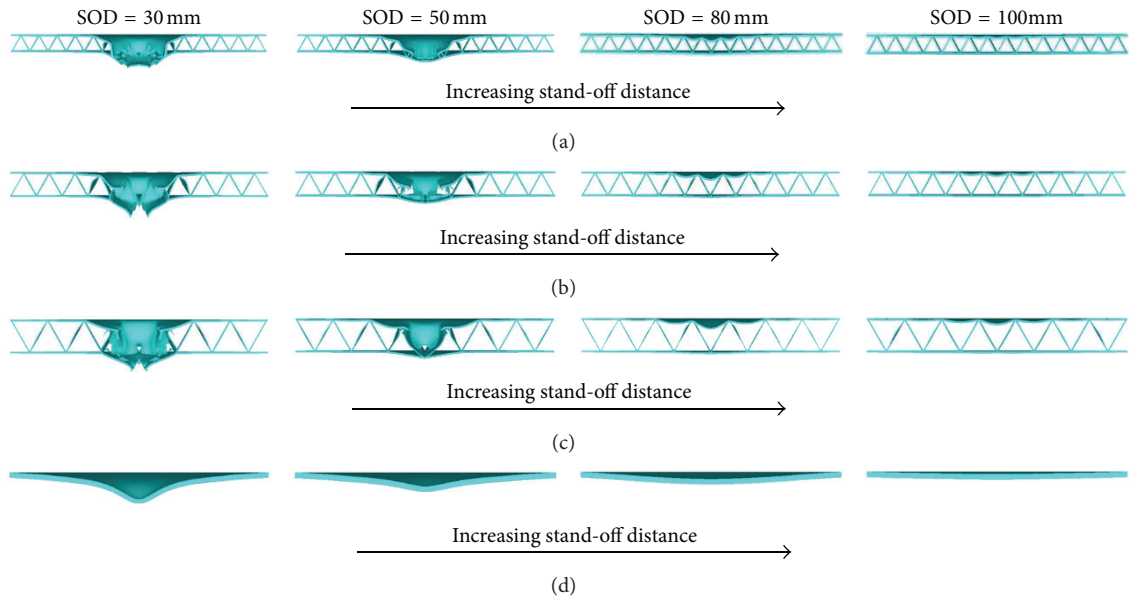 SOD = 30 mm SOD = 50 mm SOD = 80 mm SOD = 100mm
Increasing stand-off distance
(a)
Increasing stand-off distance
(b)
Increasing stand-off distance
(c)
Increasing stand-off distance
(d)